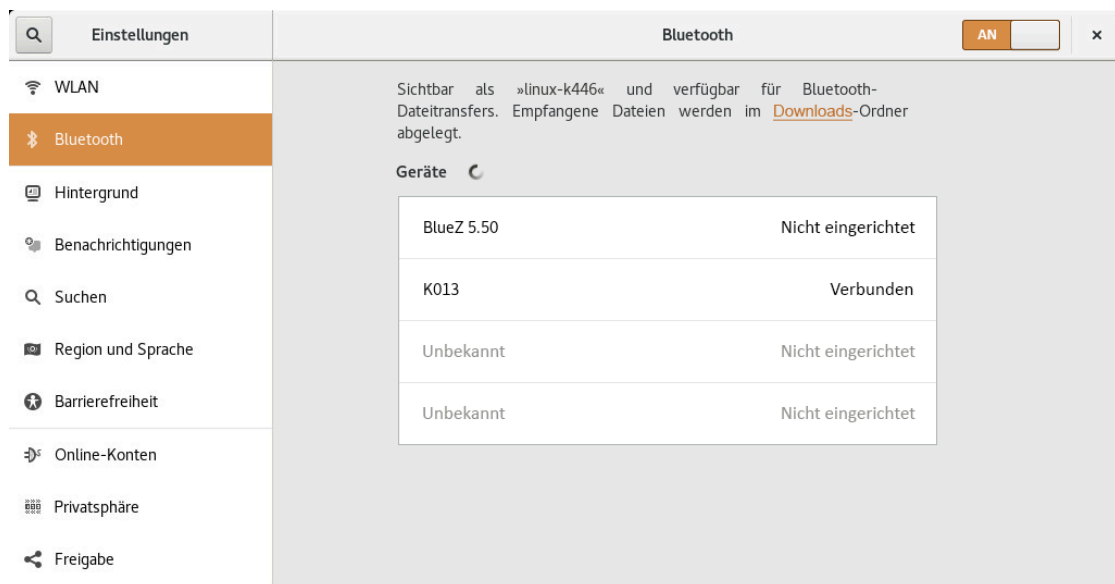 Einstellungen
Bluetooth
AN
WLAN
Bluetooth
Hintergrund
Benachrichtigungen
Suchen
Region und Sprache
Barrierefreiheit
Online-Konten
Privatsphäre
Freigabe
Sichtbar als »linux-k446« und verfügbar für Bluetooth-
Dateitransfers. Empfangene Dateien werden im Downloads-Ordner
abgelegt.
Geräte
BlueZ 5.50 Nicht eingerichtet
K013 Verbunden
Unbekannt Nicht eingerichtet
Unbekannt Nicht eingerichtet